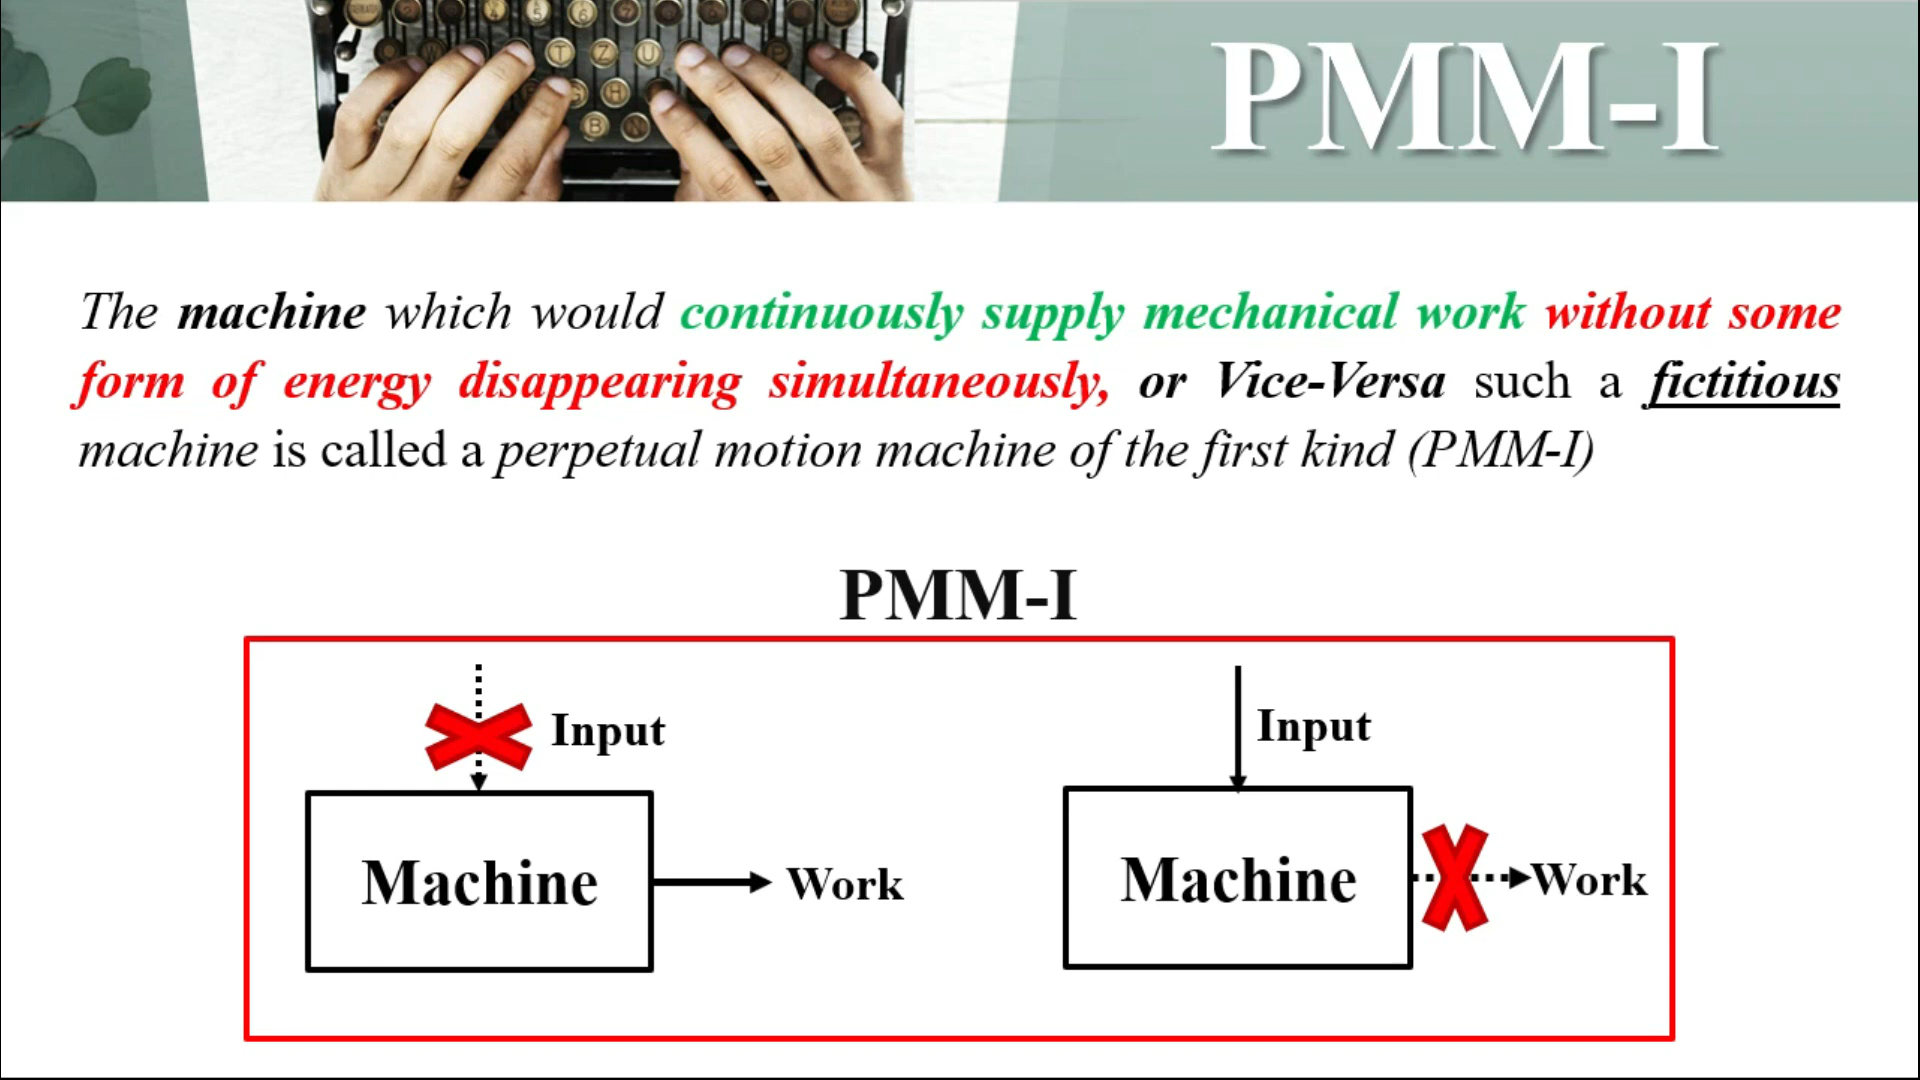 PMM-I
The machine which would continuously supply mechanical work without some
form of energy disappearing simultaneously, or Vice-Versa such a fictitious
machine is called a perpetual motion machine of the first kind (PMM-I)
PMM-I
Input
Machine
Work
Input
Machine
Work
T Z U
G H
B N